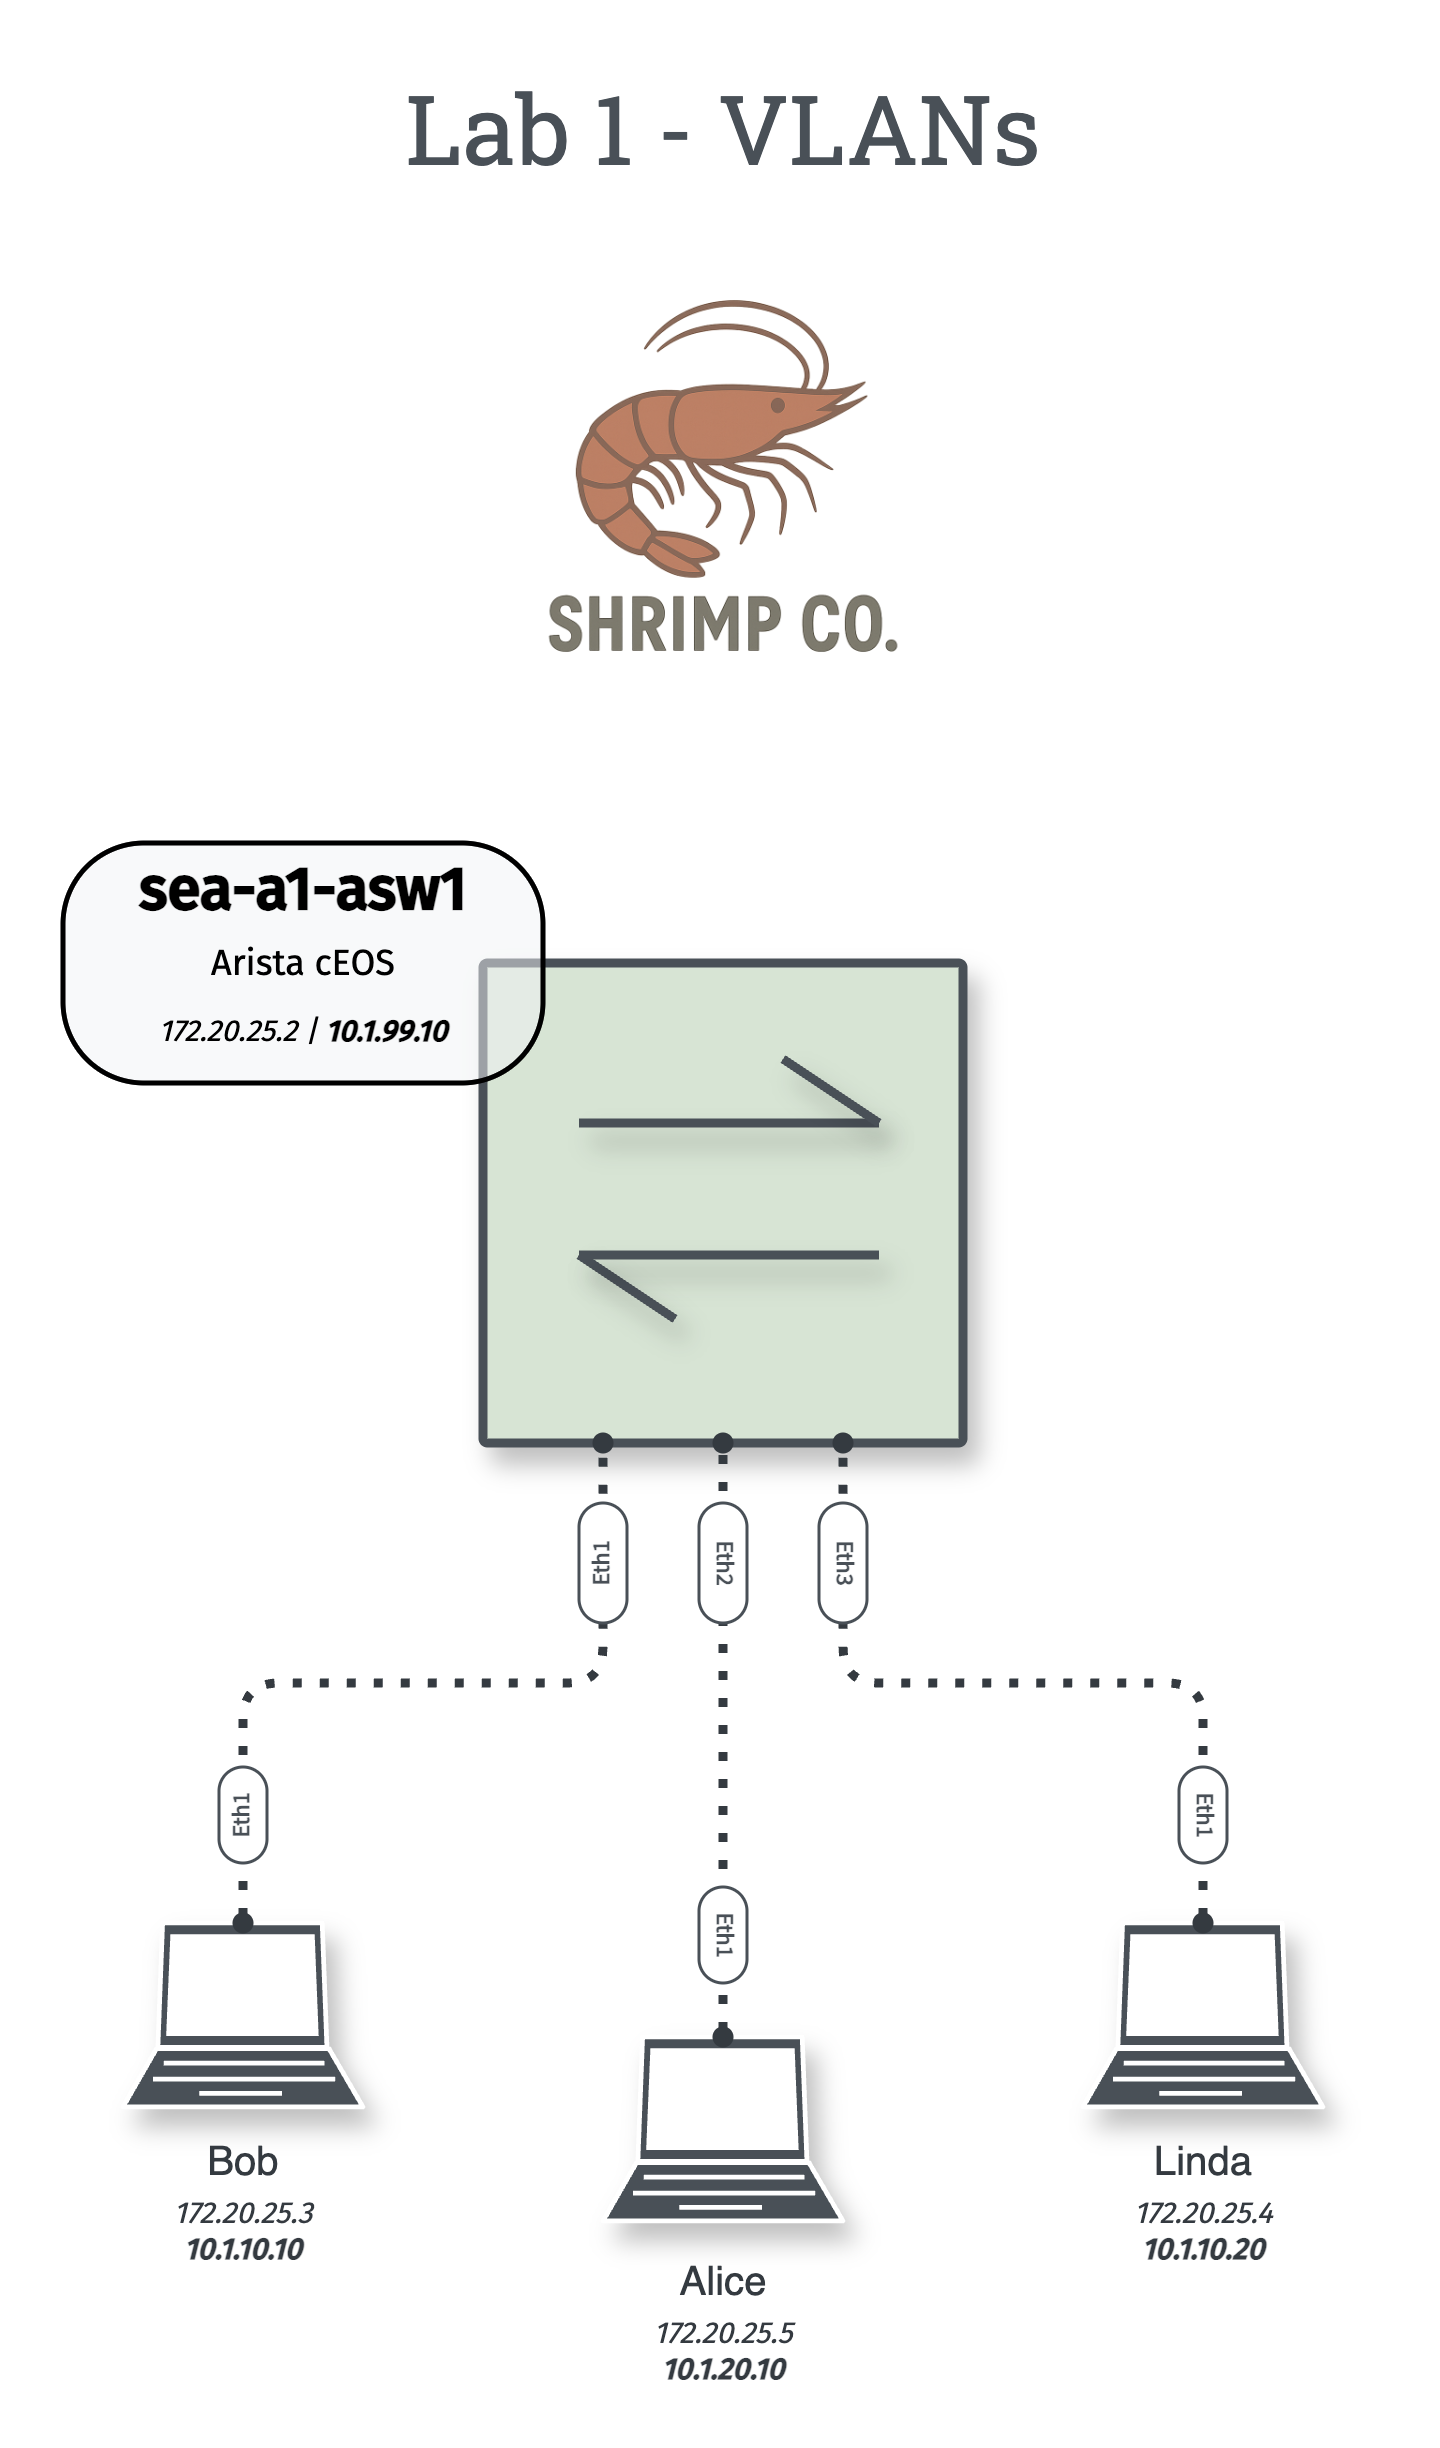 Lab 1 - VLANs
SHRIMP CO.
sea-a1-asw1
Arista cEOS
172.20.25.2 | 10.1.99.10
Eth1
Eth2
Eth3
Eth1
Eth1
Eth1
Bob
172.20.25.3
10.1.10.10
Alice
172.20.25.5
10.1.20.10
Linda
172.20.25.4
10.1.10.20